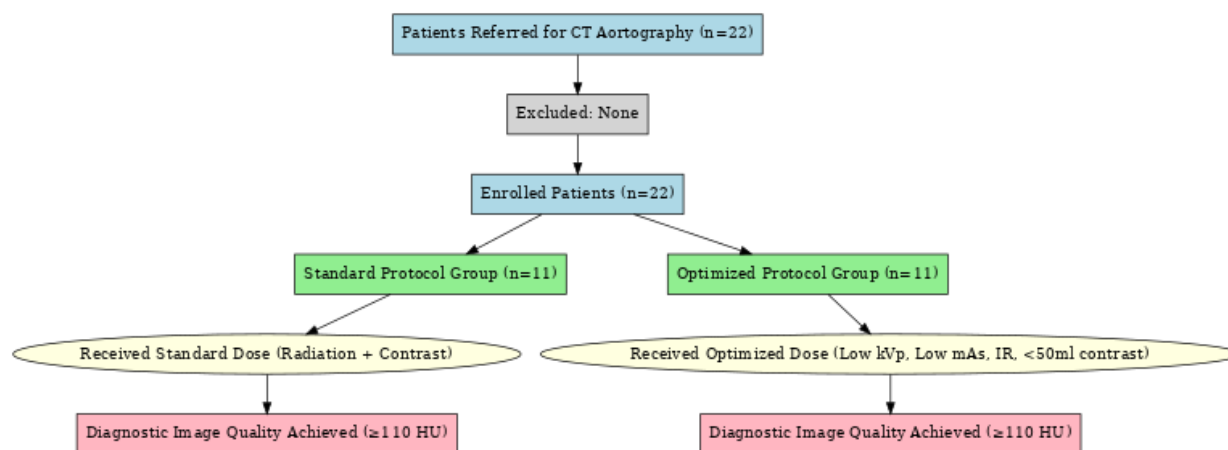 Patients Referred for CT Aortography (n=22)
Excluded: None
Enrolled Patients (n=22)
Standard Protocol Group (n=11)
Optimized Protocol Group (n=11)
Received Standard Dose (Radiation + Contrast)
Received Optimized Dose (Low kVp, Low mAs, IR, <50ml contrast)
Diagnostic Image Quality Achieved (≥110 HU)
Diagnostic Image Quality Achieved (≥110 HU)